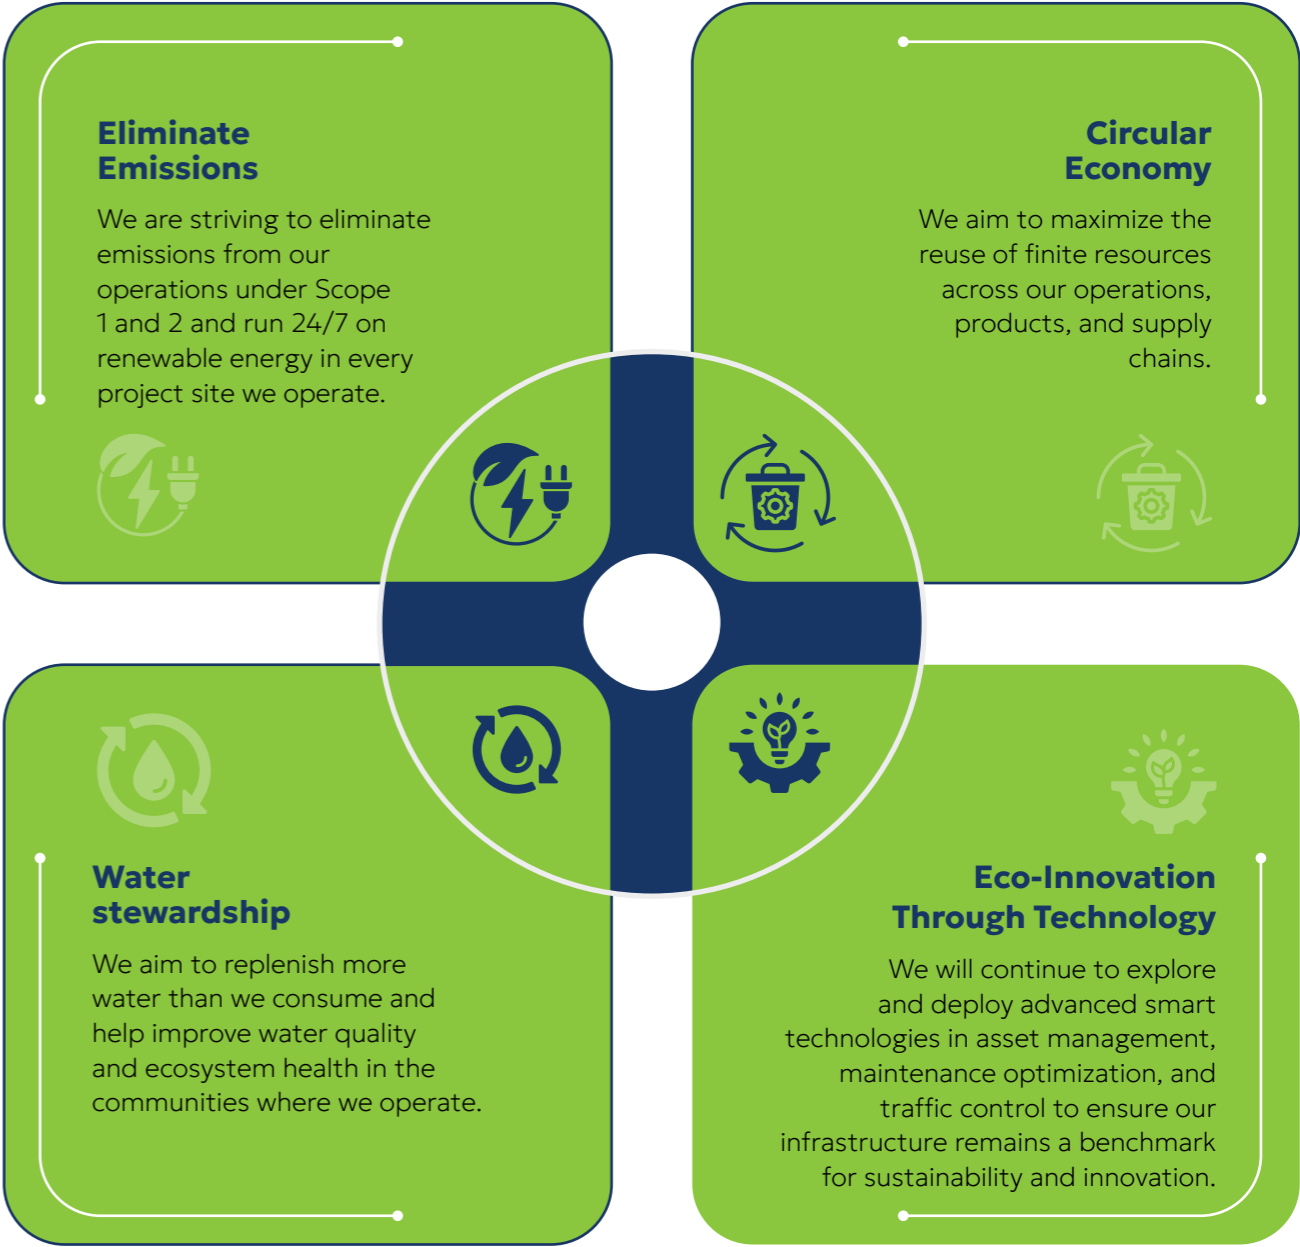 Eliminate
Emissions
We are striving to eliminate
emissions from our
operations under Scope
1 and 2 and run 24/7 on
renewable energy in every
project site we operate.
Circular
Economy
We aim to maximize the
reuse of finite resources
across our operations,
products, and supply
chains.
Water
stewardship
We aim to replenish more
water than we consume and
help improve water quality
and ecosystem health in the
communities where we operate.
Eco-Innovation
Through Technology
We will continue to explore
and deploy advanced smart
technologies in asset management,
maintenance optimization, and
traffic control to ensure our
infrastructure remains a benchmark
for sustainability and innovation.